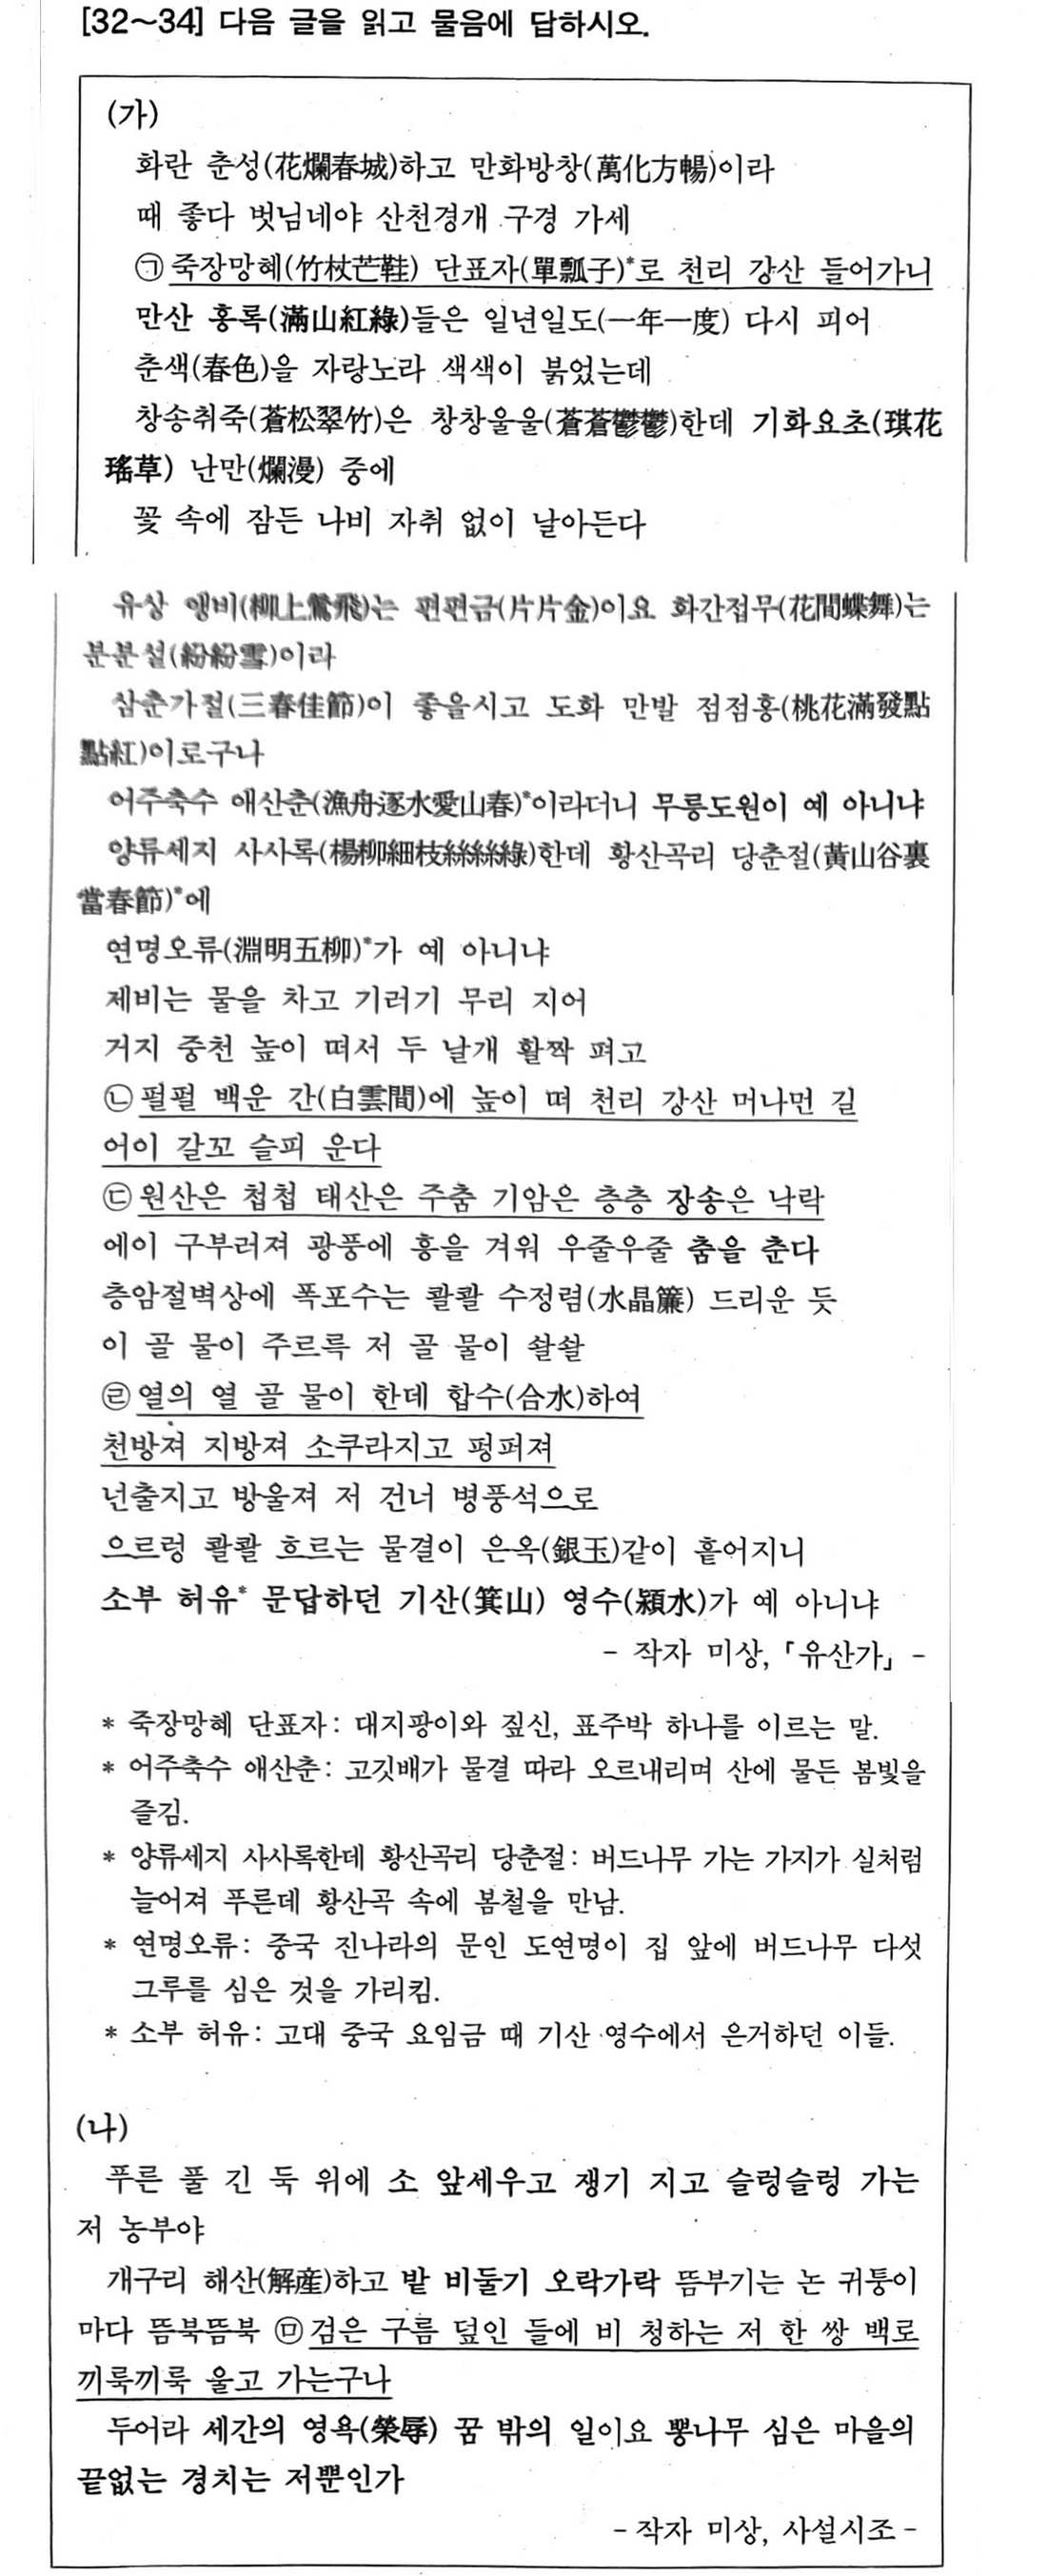 [32～34] 다음 글을 읽고 물음에 답하시오.
(가)
화란 춘성(花爛春城)하고 만화방창(萬化方暢)이라
때 좋다 벗님네야 산천경개 구경 가세
㉠죽장망혜(竹杖芒鞋) 단표자(單瓢子)*로 천리 강산 들어가니
만산 홍록(滿山紅綠)들은 일년일도(一年一度) 다시 피어
춘색(春色)을 자랑노라 색색이 붉었는데
창송취죽(蒼松翠竹)은 창창울울(蒼蒼鬱鬱)한데 기화요초(琪花
瑤草) 난만(爛漫) 중에
꽃 속에 잠든 나비 자취 없이 날아든다
유상 앵비(柳上鶯飛)는 편편금(片片金)이요 화간접무(花間蝶舞)는
분분설(紛紛雪)이라
삼춘가절(三春佳節)이 좋을시고 도화 만발 점점홍(桃花滿發點
點紅)이로구나
어주축수 애산춘(漁舟逐水愛山春)*이라더니 무릉도원이 예 아니냐
양류세지 사사록(楊柳細枝絲絲綠)한데 황산곡리 당춘절(黃山谷裏
當春節)*에
연명오류(淵明五柳)*가 예 아니냐
제비는 물을 차고 기러기 무리 지어
거지 중천 높이 떠서 두 날개 활짝 펴고
㉡펄펄 백운 간(白雲間)에 높이 떠 천리 강산 머나먼 길
어이 갈꼬 슬피 운다
㉢원산은 첩첩 태산은 주춤 기암은 층층 장송은 낙락
에이 구부러져 광풍에 흥을 겨워 우줄우줄 춤을 춘다
층암절벽상에 폭포수는 콸콸 수정렴(水晶簾) 드리운 듯
이 골 물이 주르륵 저 골 물이 솰솰
㉣열의 열 골 물이 한데 합수(合水)하여
천방져 지방져 소쿠라지고 펑퍼져
넌출지고 방울져 저 건너 병풍석으로
으르렁 콸콸 흐르는 물결이 은옥(銀玉)같이 흩어지니
소부 허유* 문답하던 기산(箕山) 영수(潁水)가 예 아니냐
- 작자 미상, 「유산가」 -
* 죽장망혜 단표자: 대지팡이와 짚신, 표주박 하나를 이르는 말.
* 어주축수 애산춘: 고깃배가 물결 따라 오르내리며 산에 물든 봄빛을
즐김.
* 양류세지 사사록한데 황산곡리 당춘절: 버드나무 가는 가지가 실처럼
늘어져 푸른데 황산곡 속에 봄철을 만남.
* 연명오류: 중국 진나라의 문인 도연명이 집 앞에 버드나무 다섯
그루를 심은 것을 가리킴.
* 소부 허유: 고대 중국 요임금 때 기산 영수에서 은거하던 이들.
(나)
푸른 풀 긴 둑 위에 소 앞세우고 쟁기 지고 슬렁슬렁 가는
저 농부야
개구리 해산(解産)하고 밭 비둘기 오락가락 뜸부기는 논 귀퉁이
마다 뜸북뜸북 ㉤검은 구름 덮인 들에 비 청하는 저 한 쌍 백로
끼룩끼룩 울고 가는구나
두어라 세간의 영욕(榮辱) 꿈 밖의 일이요 뽕나무 심은 마을의
끝없는 경치는 저뿐인가
- 작자 미상, 사설시조 -